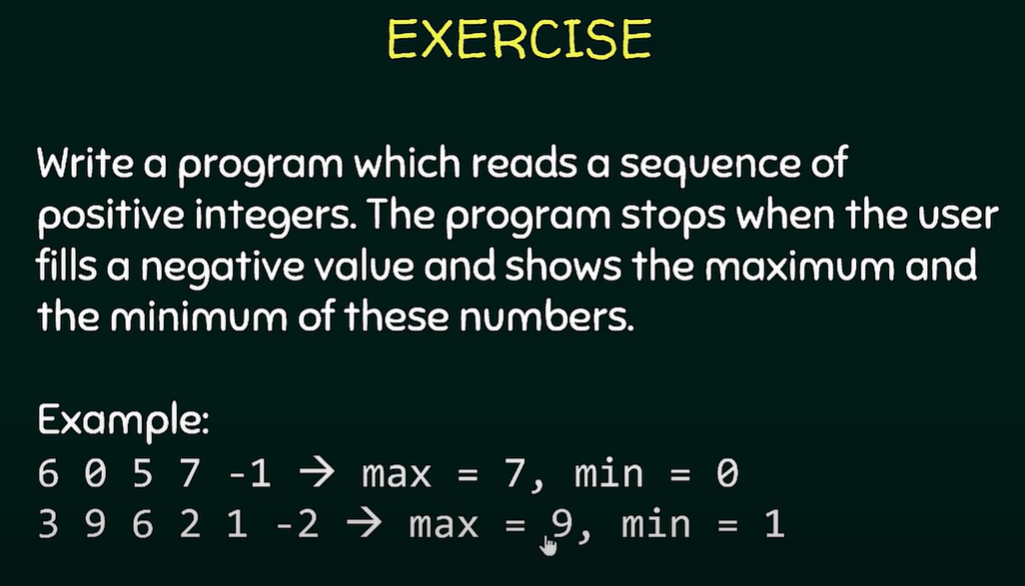 EXERCISE
Write a program which reads a sequence of
positive integers. The program stops when the user
fills a negative value and shows the maximum and
the minimum of these numbers.
Example:
6 0 5 7 -1 → max = 7, min = 0
3 9 6 2 1 -2 → max = 9, min = 1